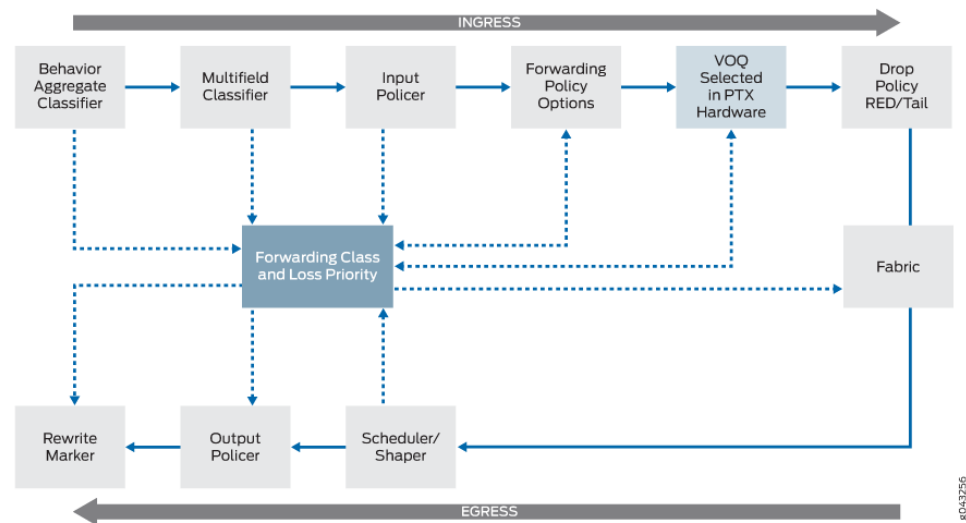 INGRESS
Behavior
Aggregate
Classifier
Multifield
Classifier
Input
Policer
Forwarding
Policy
Options
VOQ
Selected
in PTX
Hardware
Drop
Policy
RED/Tail
Forwarding Class
and Loss Priority
Fabric
Rewrite
Marker
Output
Policer
Scheduler/
Shaper
EGRESS
g043256